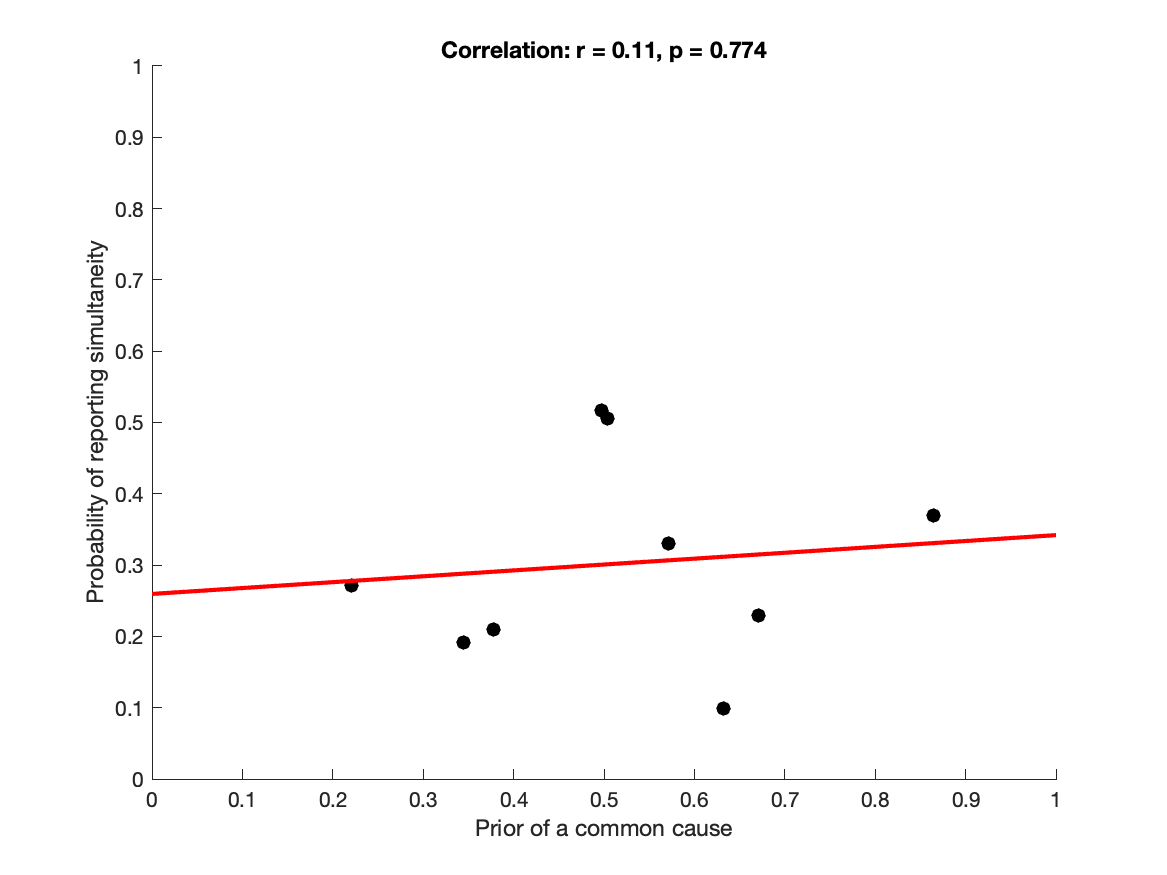 Correlation: r = 0.11, p = 0.774
Probability of reporting simultaneity
1
0.9
0.8
0.7
0.6
0.5
0.4
0.3
0.2
0.1
0
0 0.1 0.2 0.3 0.4 0.5 0.6 0.7 0.8 0.9 1
Prior of a common cause